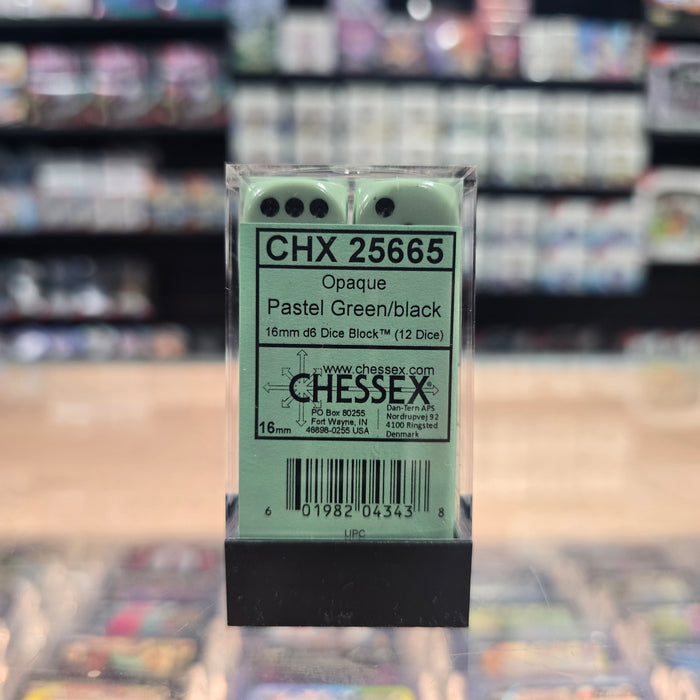 CHX 25665
Opaque
Pastel Green/black
16mm d6 Dice Block™ (12 Dice)
www.chessex.com
CHESSEX®
PO Box 80255
Fort Wayne, IN
46898-0255 USA
Dan-Tern APS
Nordrupvej 92
4100 Ringsted
Denmark
16mm
6 01982 04343 8
UPC